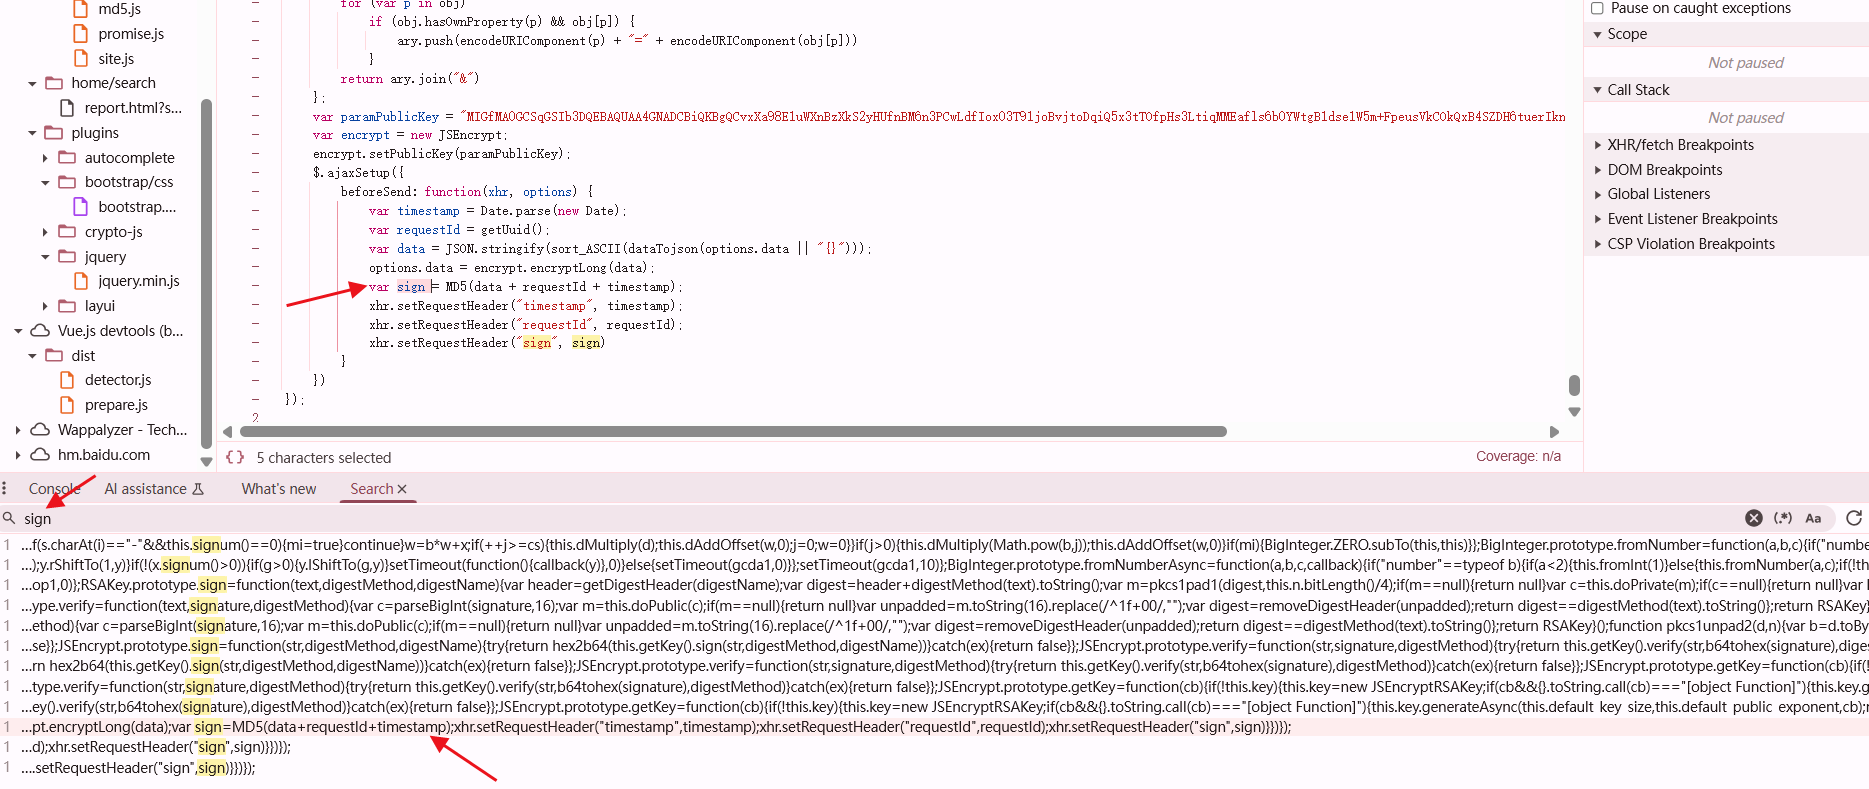 md5.js
promise.js
site.js
home/search
report.html?s...
plugins
autocomplete
bootstrap/css
bootstrap....
crypto-js
jquery
jquery.min.js
layui
Vue.js devtools (b...
dist
detector.js
prepare.js
Wappalyzer - Tech...
hm.baidu.com
for (var p in obj)
if (obj.hasOwnProperty(p) && obj[p]) {
ary.push(encodeURIComponent(p) + "=" + encodeURIComponent(obj[p]))
}
return ary.join("&")
};
var paramPublicKey = "MIGfMA0GCSqGSIb3DQEBAQUAA4GNADCBiQKBgQCvxXa98E1uWXnBzXkS2yHUfnBM6n3PCwLdfIox03T91joBvjtoDqiQ5x3tTOfpHs3LtiqMMEafls6b0YWtgB1dse1W5m+FpeusVkCOkQxB4SZDH6tuerIkn
var encrypt = new JSEncrypt;
encrypt.setPublicKey(paramPublicKey);
$.ajaxSetup({
beforeSend: function(xhr, options) {
var timestamp = Date.parse(new Date);
var requestId = getUuid();
var data = JSON.stringify(sort_ASCII(dataTojson(options.data || "{}")));
options.data = encrypt.encryptLong(data);
var sign = MD5(data + requestId + timestamp);
xhr.setRequestHeader("timestamp", timestamp);
xhr.setRequestHeader("requestId", requestId);
xhr.setRequestHeader("sign", sign)
}
})
});
2
{} 5 characters selected
Coverage: n/a
Pause on caught exceptions
Scope
Not paused
Call Stack
Not paused
XHR/fetch Breakpoints
DOM Breakpoints
Global Listeners
Event Listener Breakpoints
CSP Violation Breakpoints
Console AI assistance What's new Search
sign (.*) Aa
1 ...f(s.charAt(i)=="-"&&this.signum()==0){mi=true}continue}w=b*w+x;if(++j>=cs){this.dMultiply(d);this.dAddOffset(w,0);j=0;w=0}}if(j>0){this.dMultiply(Math.pow(b,j));this.dAddOffset(w,0)}if(mi){BigInteger.ZERO.subTo(this,this)}};BigInteger.prototype.fromNumber=function(a,b,c){if("numbe
1 ...);y.rShiftTo(1,y)}if(!(x.signum()>0)){if(g>0){y.lShiftTo(g,y)}setTimeout(function(){callback(y)},0)}else{setTimeout(gcda1,0)}};setTimeout(gcda1,10)};BigInteger.prototype.fromNumberAsync=function(a,b,c,callback){if("number"==typeof b){if(a<2){this.fromInt(1)}else{this.fromNumber(a,c);if(!th
1 ...op1,0)};RSAKey.prototype.sign=function(text,digestMethod,digestName){var header=getDigestHeader(digestName);var digest=header+digestMethod(text).toString();var m=pkcs1pad1(digest,this.n.bitLength()/4);if(m==null){return null}var c=this.doPrivate(m);if(c==null){return null}var l
1 ...ype.verify=function(text,signature,digestMethod){var c=parseBigInt(signature,16);var m=this.doPublic(c);if(m==null){return null}var unpadded=m.toString(16).replace(/^1f+00/,"");var digest=removeDigestHeader(unpadded);return digest==digestMethod(text).toString()};return RSAKey}
1 ...ethod){var c=parseBigInt(signature,16);var m=this.doPublic(c);if(m==null){return null}var unpadded=m.toString(16).replace(/^1f+00/,"");var digest=removeDigestHeader(unpadded);return digest==digestMethod(text).toString()};return RSAKey}();function pkcs1unpad2(d,n){var b=d.toBy
1 ...se}};JSEncrypt.prototype.sign=function(str,digestMethod,digestName){try{return hex2b64(this.getKey().sign(str,digestMethod,digestName))}catch(ex){return false}};JSEncrypt.prototype.verify=function(str,signature,digestMethod){try{return this.getKey().verify(str,b64tohex(signature),
1 ...rn hex2b64(this.getKey().sign(str,digestMethod,digestName))}catch(ex){return false}};JSEncrypt.prototype.verify=function(str,signature,digestMethod){try{return this.getKey().verify(str,b64tohex(signature),digestMethod)}catch(ex){return false}};JSEncrypt.prototype.getKey=function(cb){if(!
1 ...type.verify=function(str,signature,digestMethod){try{return this.getKey().verify(str,b64tohex(signature),digestMethod)}catch(ex){return false}};JSEncrypt.prototype.getKey=function(cb){if(!this.key){this.key=new JSEncryptRSAKey;if(cb&&{}.toString.call(cb)==="[object Function]"){this.key.g
1 ...ey().verify(str,b64tohex(signature),digestMethod)}catch(ex){return false}};JSEncrypt.prototype.getKey=function(cb){if(!this.key){this.key=new JSEncryptRSAKey;if(cb&&{}.toString.call(cb)==="[object Function]"){this.key.generateAsync(this.default key size,this.default public exponent,cb);r
1 ...pt.encryptLong(data);var sign=MD5(data+requestId+timestamp);xhr.setRequestHeader("timestamp",timestamp);xhr.setRequestHeader("requestId",requestId);xhr.setRequestHeader("sign",sign)}})});
1 ...d);xhr.setRequestHeader("sign",sign)}})});
1 ....setRequestHeader("sign",sign)}})});